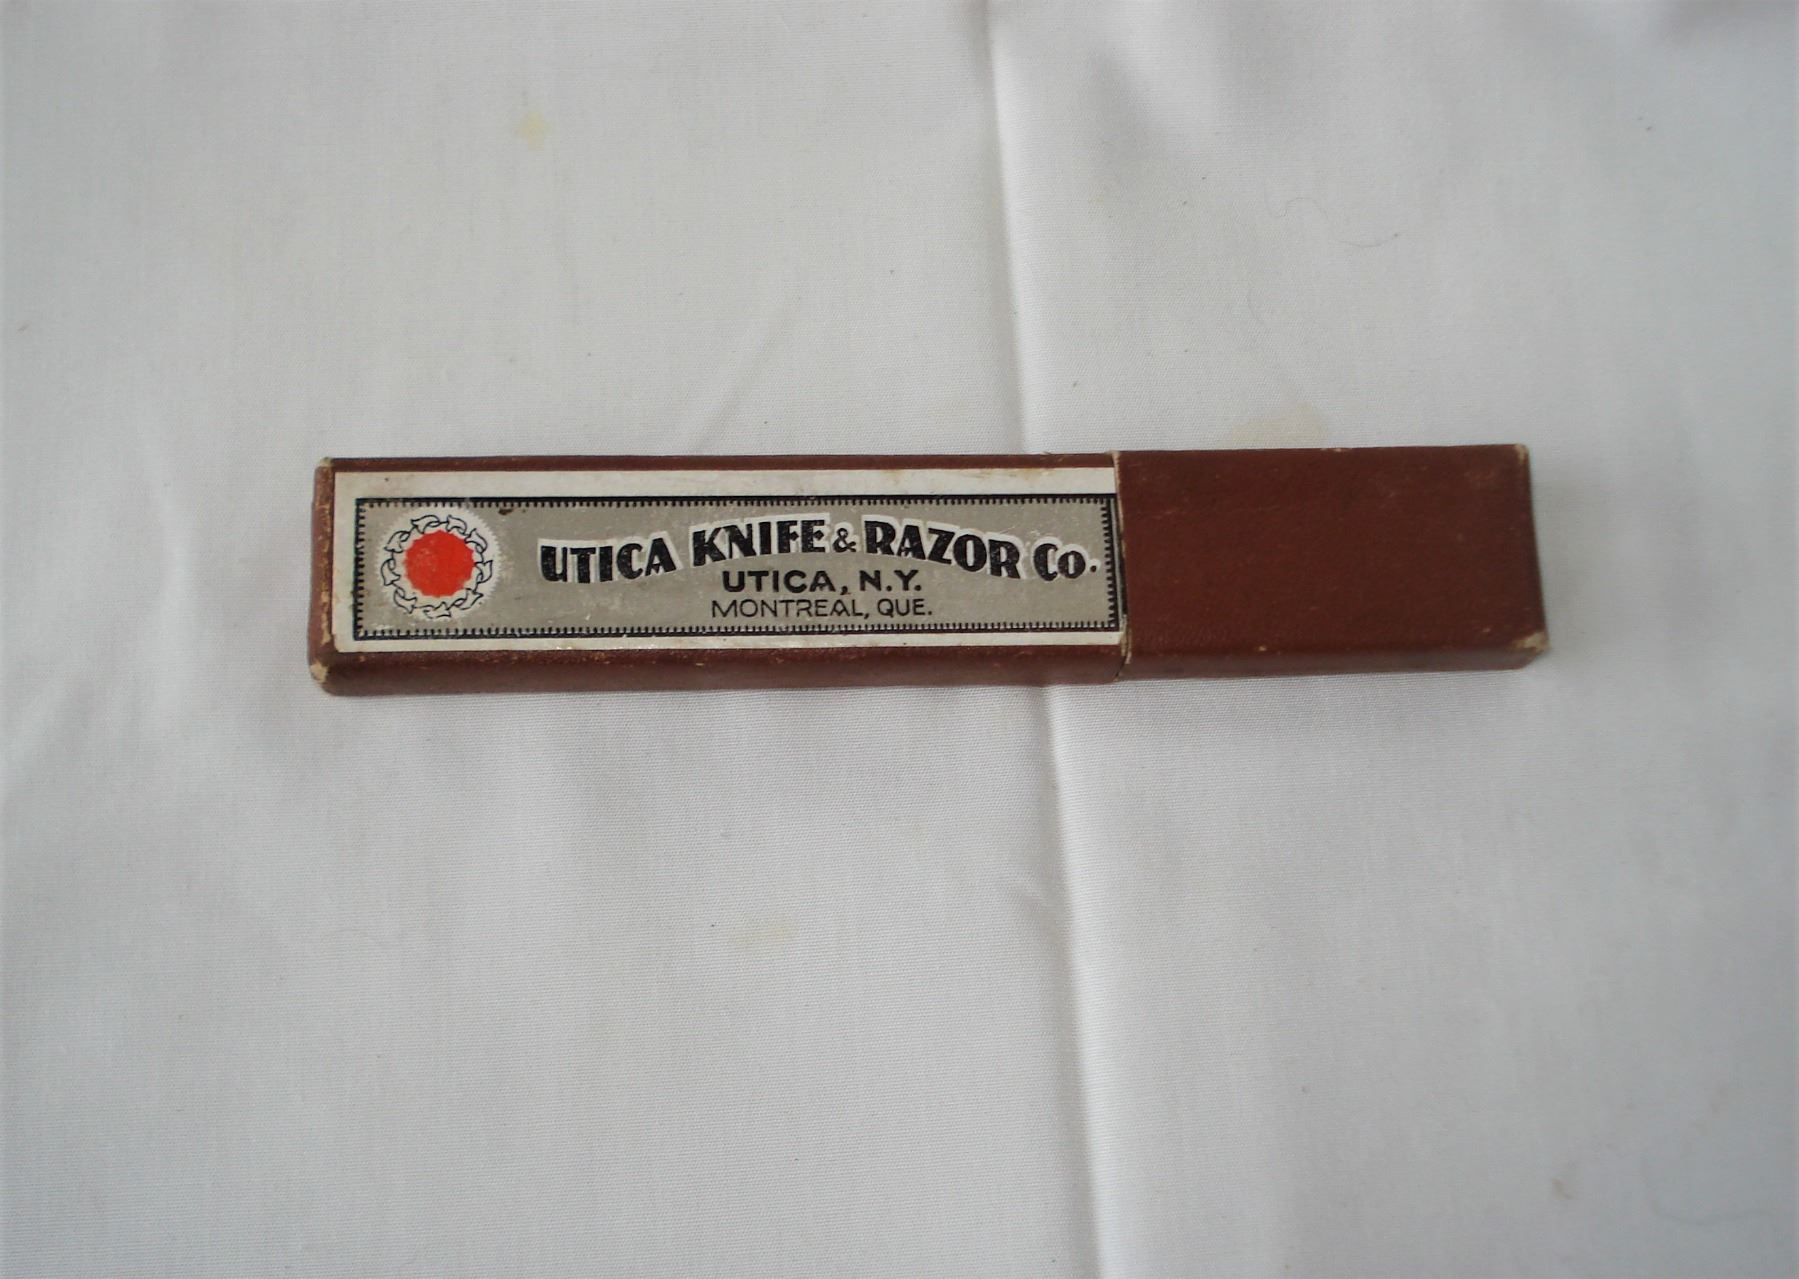 UTICA KNIFE & RAZOR Co.
UTICA, N.Y.
MONTREAL, QUE.